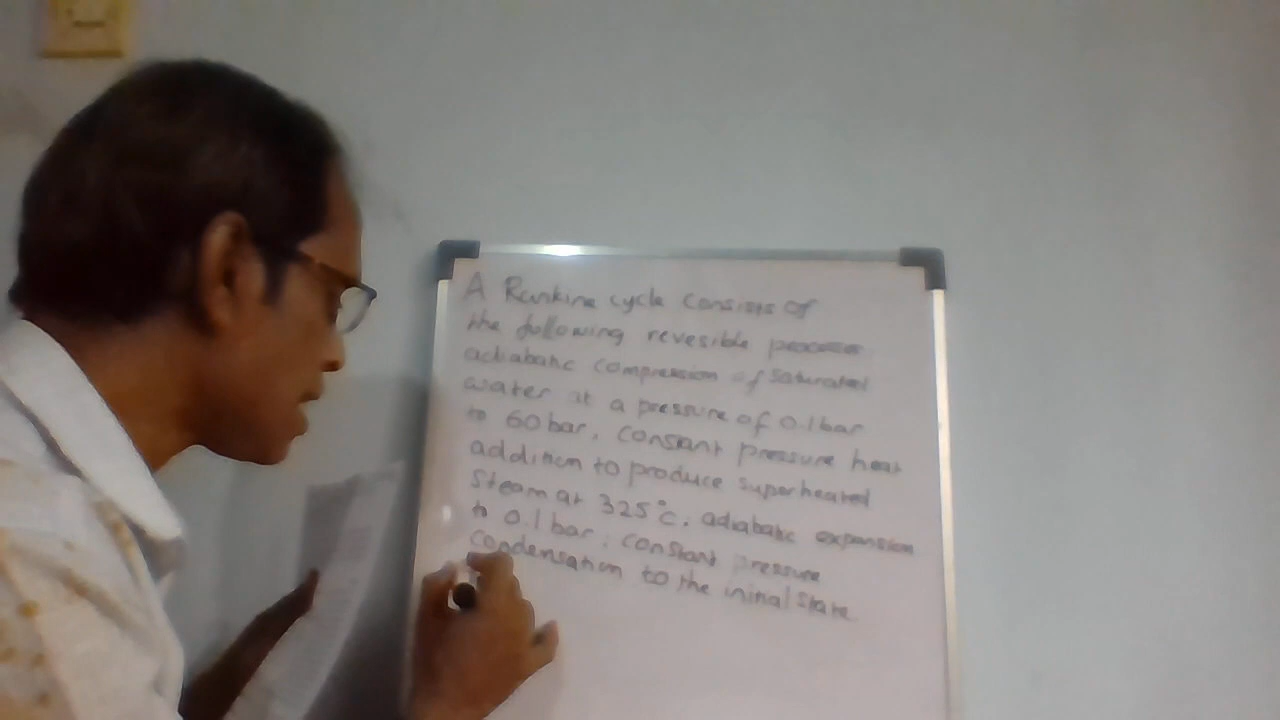 A Rankine cycle consists of
the following revesible processes
adiabatic compression of saturated
water at a pressure of 0.1 bar
to 60 bar, constant pressure heat
addition to produce superheated
steam at 325°C, adiabatic expansion
to 0.1 bar; constant pressure
condensation to the initial state